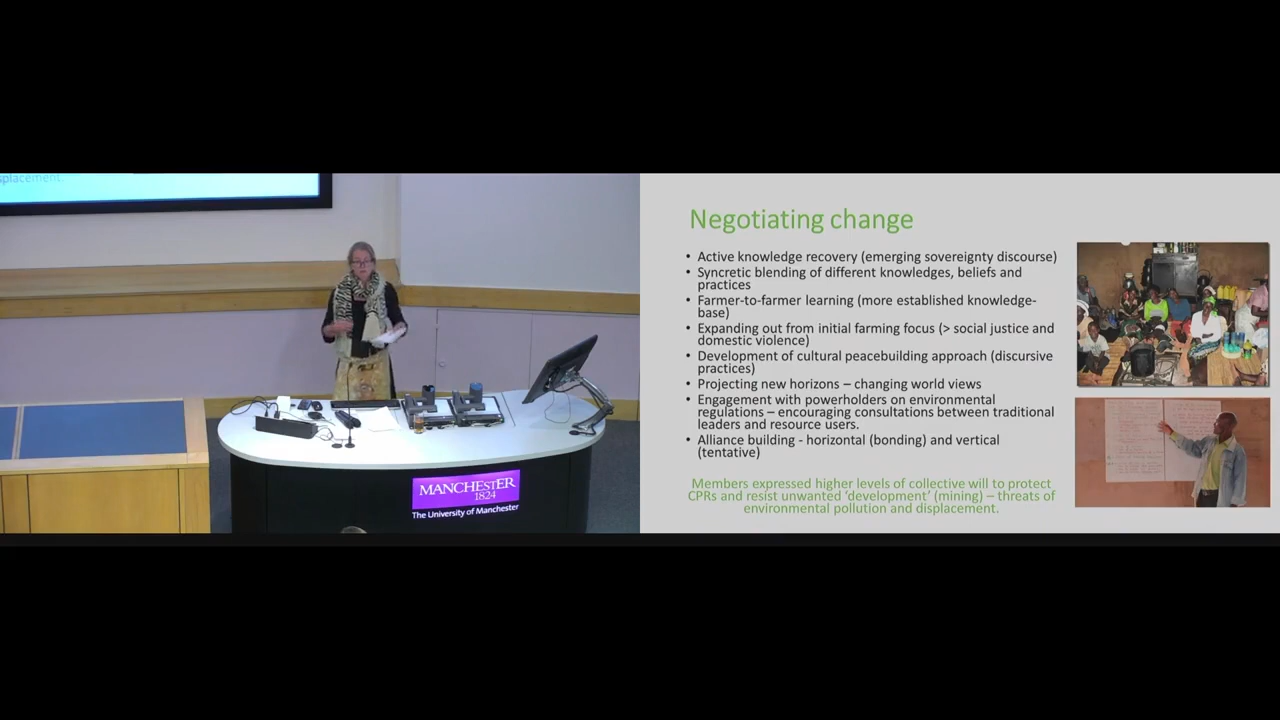 splacement.
MANCHESTER
1824
The University of Manchester
Negotiating change
• Active knowledge recovery (emerging sovereignty discourse)
• Syncretic blending of different knowledges, beliefs and
practices
• Farmer-to-farmer learning (more established knowledge-
base)
• Expanding out from initial farming focus (> social justice and
domestic violence)
• Development of cultural peacebuilding approach (discursive
practices)
• Projecting new horizons – changing world views
• Engagement with powerholders on environmental
regulations – encouraging consultations between traditional
leaders and resource users.
• Alliance building - horizontal (bonding) and vertical
(tentative)
Members expressed higher levels of collective will to protect
CPRs and resist unwanted ‘development’ (mining) – threats of
environmental pollution and displacement.